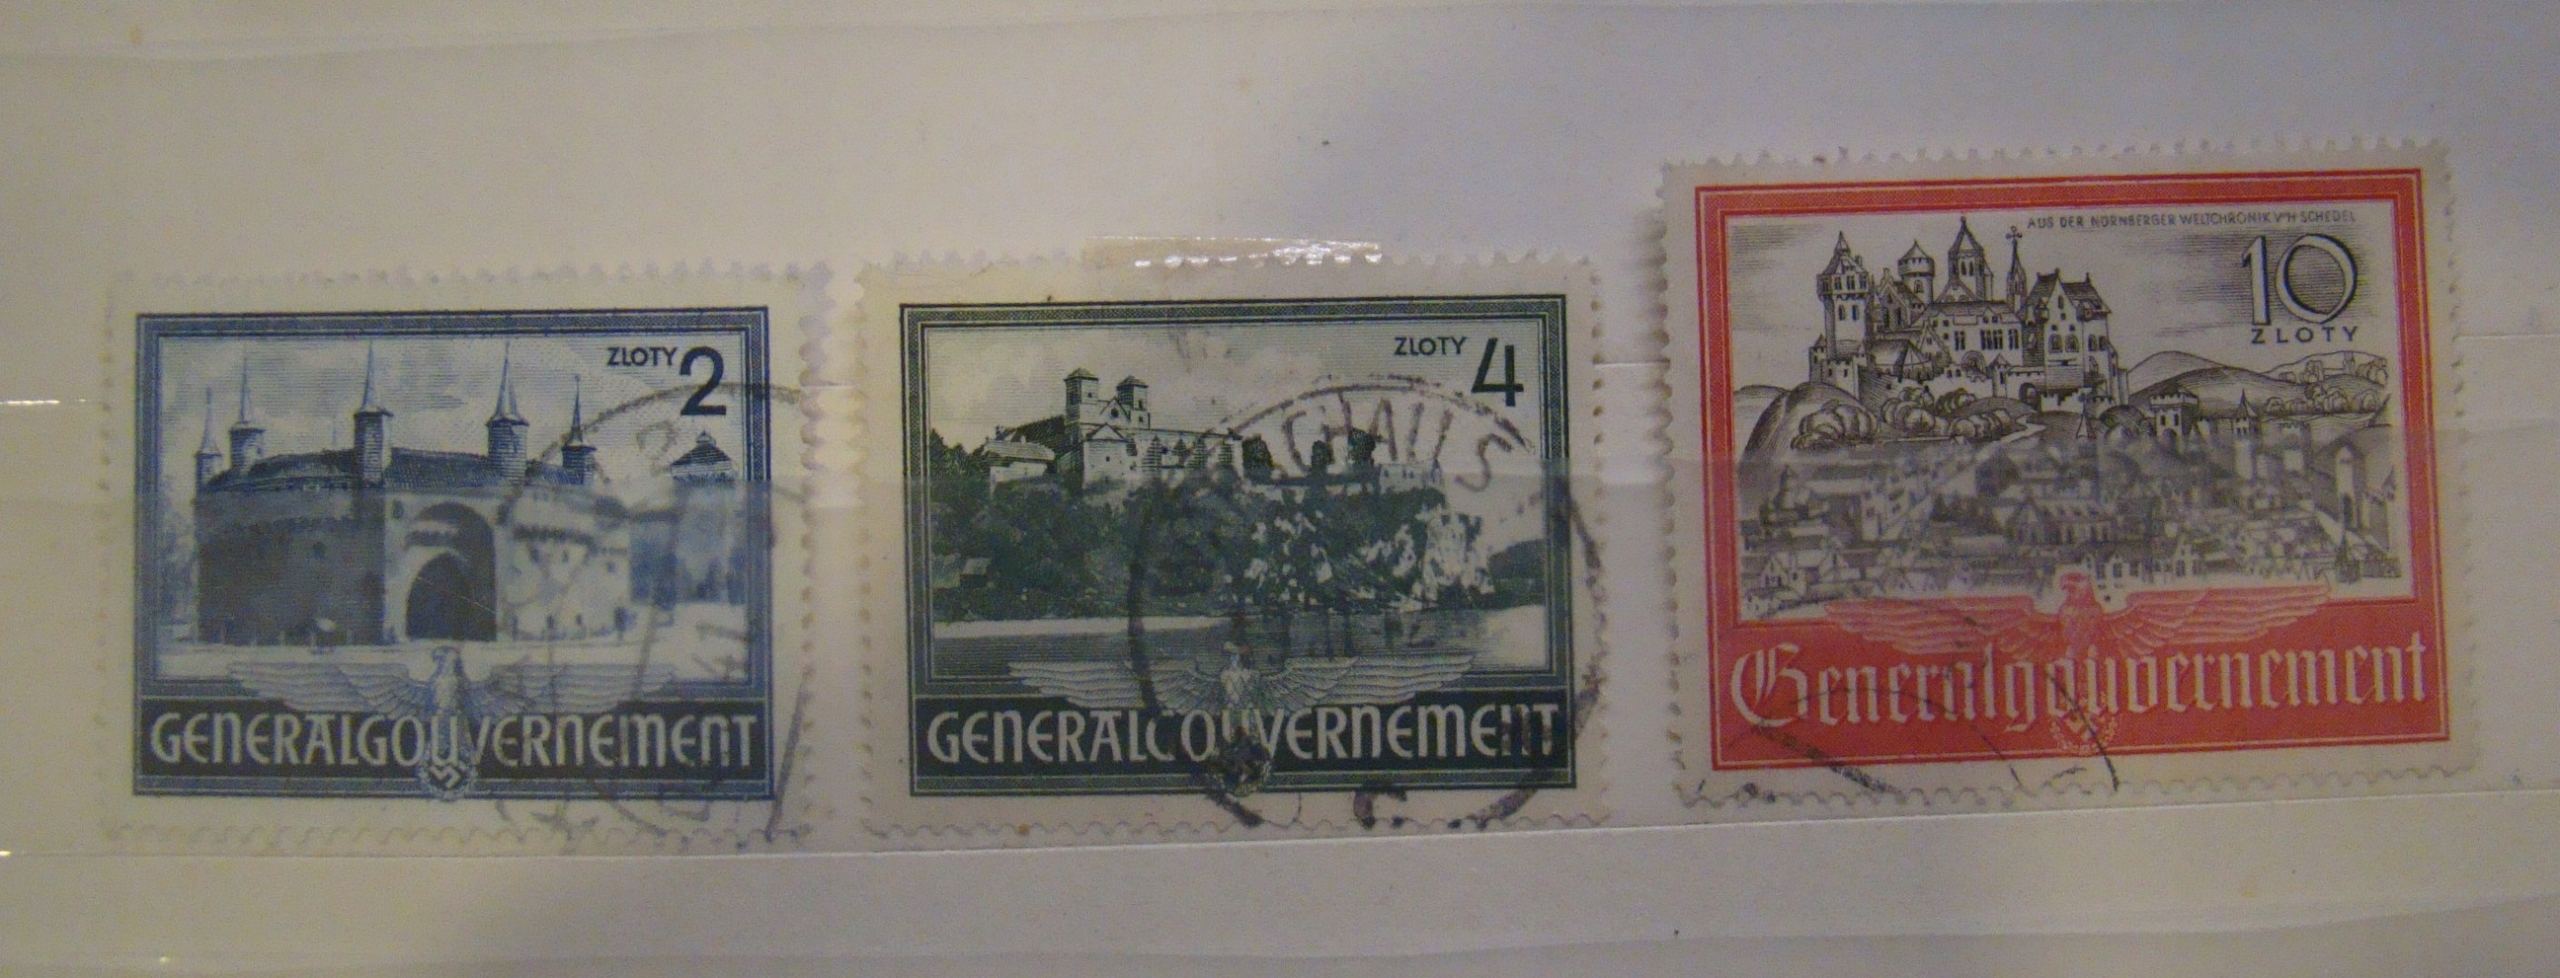 ZLOTY 2
GENERALGOUVERNEMENT
ZLOTY 4
GENERALGOUVERNEMENT
AUS DER NÜRNBERGER WELTCHRONIK V.H.SCHEDEL
10
ZLOTY
Generalgouvernement